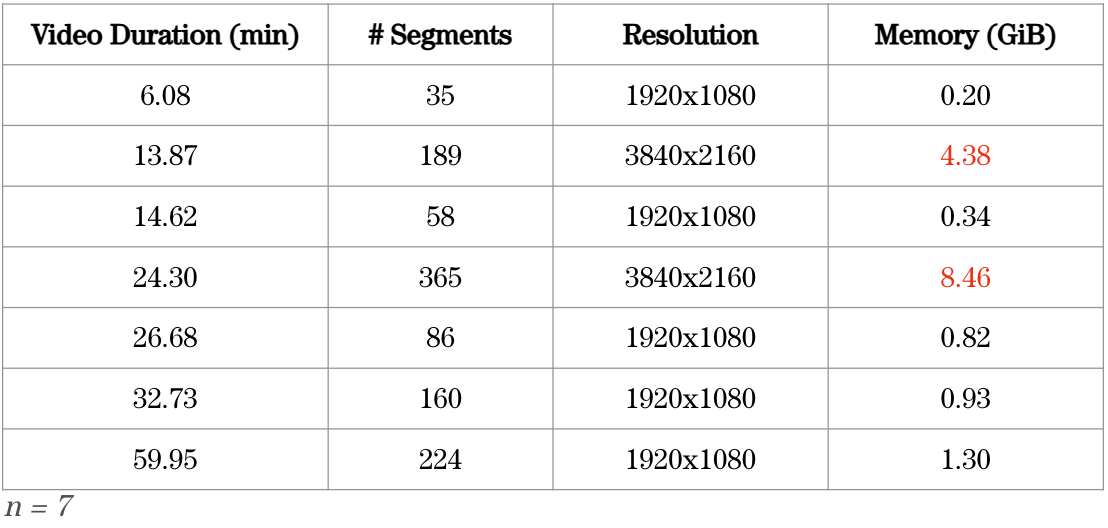 Video Duration (min) # Segments Resolution Memory (GiB)
6.08 35 1920x1080 0.20
13.87 189 3840x2160 4.38
14.62 58 1920x1080 0.34
24.30 365 3840x2160 8.46
26.68 86 1920x1080 0.82
32.73 160 1920x1080 0.93
59.95 224 1920x1080 1.30
n = 7